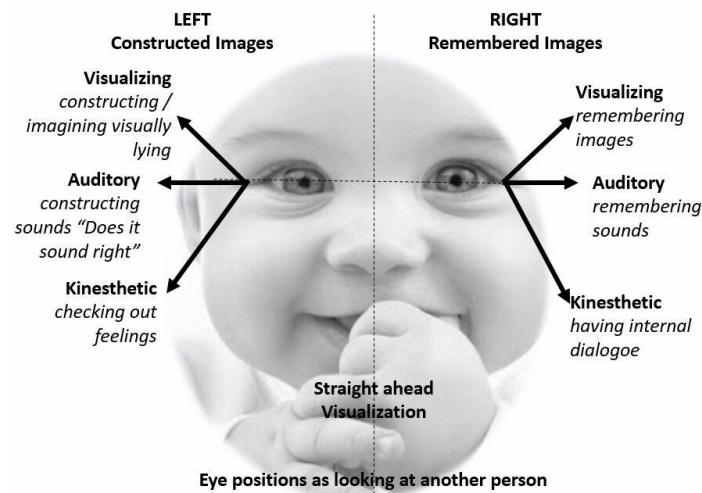 LEFT
Constructed Images
Visualizing
constructing /
imagining visually
lying
Auditory
constructing
sounds “Does it
sound right”
Kinesthetic
checking out
feelings
RIGHT
Remembered Images
Visualizing
remembering
images
Auditory
remembering
sounds
Kinesthetic
having internal
dialogoe
Straight ahead
Visualization
Eye positions as looking at another person